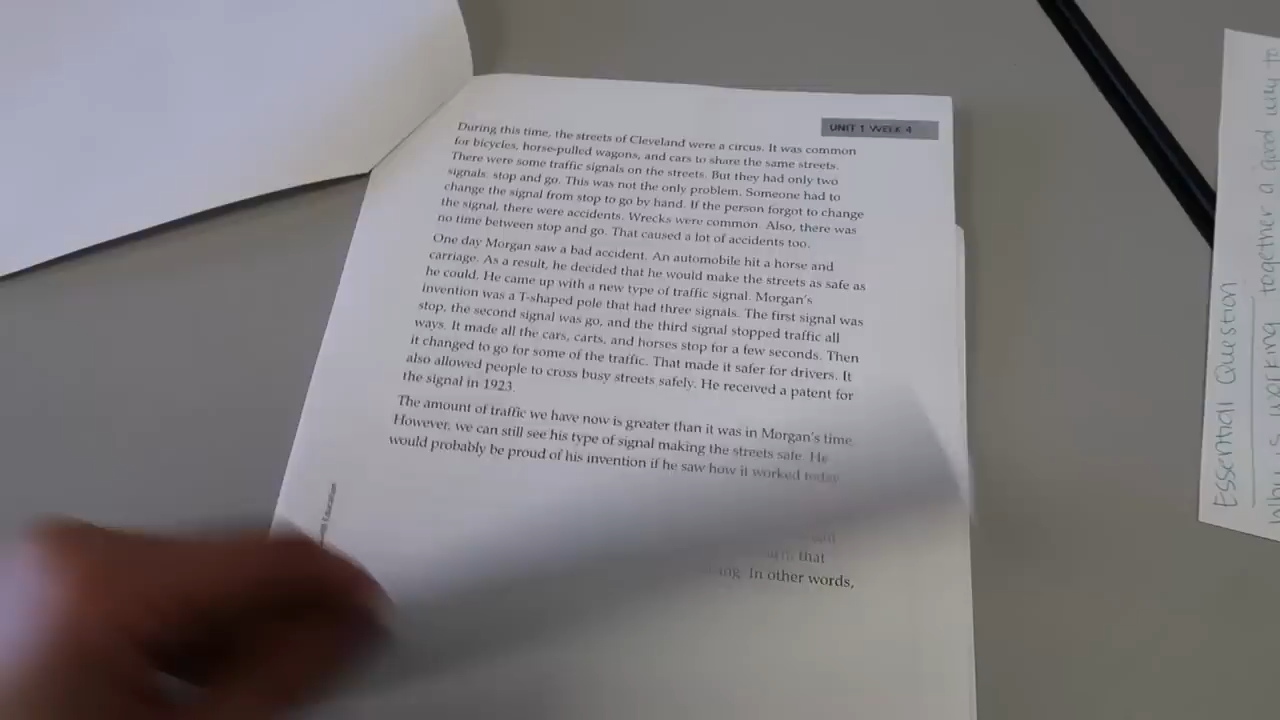 UNIT 1 WEEK 4
During this time, the streets of Cleveland were a circus. It was common
for bicycles, horse-pulled wagons, and cars to share the same streets.
There were some traffic signals on the streets. But they had only two
signals: stop and go. This was not the only problem. Someone had to
change the signal from stop to go by hand. If the person forgot to change
the signal, there were accidents. Wrecks were common. Also, there was
no time between stop and go. That caused a lot of accidents too.
One day Morgan saw a bad accident. An automobile hit a horse and
carriage. As a result, he decided that he would make the streets as safe as
he could. He came up with a new type of traffic signal. Morgan's
invention was a T-shaped pole that had three signals. The first signal was
stop, the second signal was go, and the third signal stopped traffic all
ways. It made all the cars, carts, and horses stop for a few seconds. Then
it changed to go for some of the traffic. That made it safer for drivers. It
also allowed people to cross busy streets safely. He received a patent for
the signal in 1923.
The amount of traffic we have now is greater than it was in Morgan's time.
However, we can still see his type of signal making the streets safe. He
would probably be proud of his invention if he saw how it worked today.
that
In other words,
Education
Essential Question
is working together a good way to